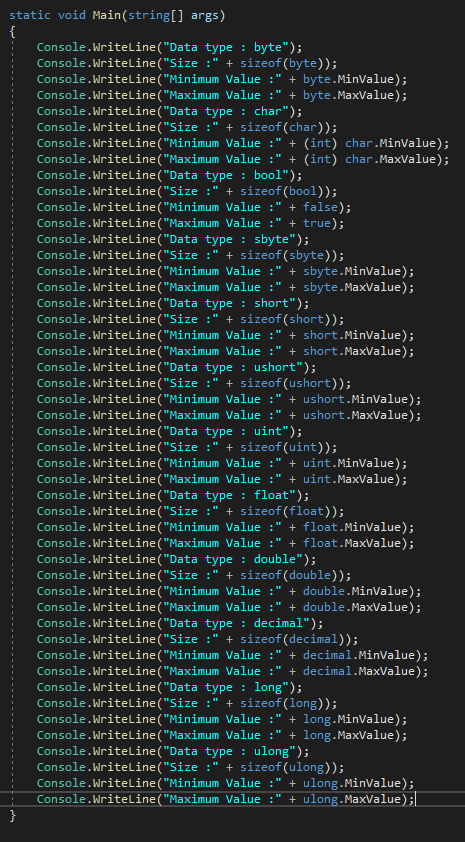 static void Main(string[] args)
{
    Console.WriteLine("Data type : byte");
    Console.WriteLine("Size :" + sizeof(byte));
    Console.WriteLine("Minimum Value :" + byte.MinValue);
    Console.WriteLine("Maximum Value :" + byte.MaxValue);
    Console.WriteLine("Data type : char");
    Console.WriteLine("Size :" + sizeof(char));
    Console.WriteLine("Minimum Value :" + (int) char.MinValue);
    Console.WriteLine("Maximum Value :" + (int) char.MaxValue);
    Console.WriteLine("Data type : bool");
    Console.WriteLine("Size :" + sizeof(bool));
    Console.WriteLine("Minimum Value :" + false);
    Console.WriteLine("Maximum Value :" + true);
    Console.WriteLine("Data type : sbyte");
    Console.WriteLine("Size :" + sizeof(sbyte));
    Console.WriteLine("Minimum Value :" + sbyte.MinValue);
    Console.WriteLine("Maximum Value :" + sbyte.MaxValue);
    Console.WriteLine("Data type : short");
    Console.WriteLine("Size :" + sizeof(short));
    Console.WriteLine("Minimum Value :" + short.MinValue);
    Console.WriteLine("Maximum Value :" + short.MaxValue);
    Console.WriteLine("Data type : ushort");
    Console.WriteLine("Size :" + sizeof(ushort));
    Console.WriteLine("Minimum Value :" + ushort.MinValue);
    Console.WriteLine("Maximum Value :" + ushort.MaxValue);
    Console.WriteLine("Data type : uint");
    Console.WriteLine("Size :" + sizeof(uint));
    Console.WriteLine("Minimum Value :" + uint.MinValue);
    Console.WriteLine("Maximum Value :" + uint.MaxValue);
    Console.WriteLine("Data type : float");
    Console.WriteLine("Size :" + sizeof(float));
    Console.WriteLine("Minimum Value :" + float.MinValue);
    Console.WriteLine("Maximum Value :" + float.MaxValue);
    Console.WriteLine("Data type : double");
    Console.WriteLine("Size :" + sizeof(double));
    Console.WriteLine("Minimum Value :" + double.MinValue);
    Console.WriteLine("Maximum Value :" + double.MaxValue);
    Console.WriteLine("Data type : decimal");
    Console.WriteLine("Size :" + sizeof(decimal));
    Console.WriteLine("Minimum Value :" + decimal.MinValue);
    Console.WriteLine("Maximum Value :" + decimal.MaxValue);
    Console.WriteLine("Data type : long");
    Console.WriteLine("Size :" + sizeof(long));
    Console.WriteLine("Minimum Value :" + long.MinValue);
    Console.WriteLine("Maximum Value :" + long.MaxValue);
    Console.WriteLine("Data type : ulong");
    Console.WriteLine("Size :" + sizeof(ulong));
    Console.WriteLine("Minimum Value :" + ulong.MinValue);
    Console.WriteLine("Maximum Value :" + ulong.MaxValue);
}